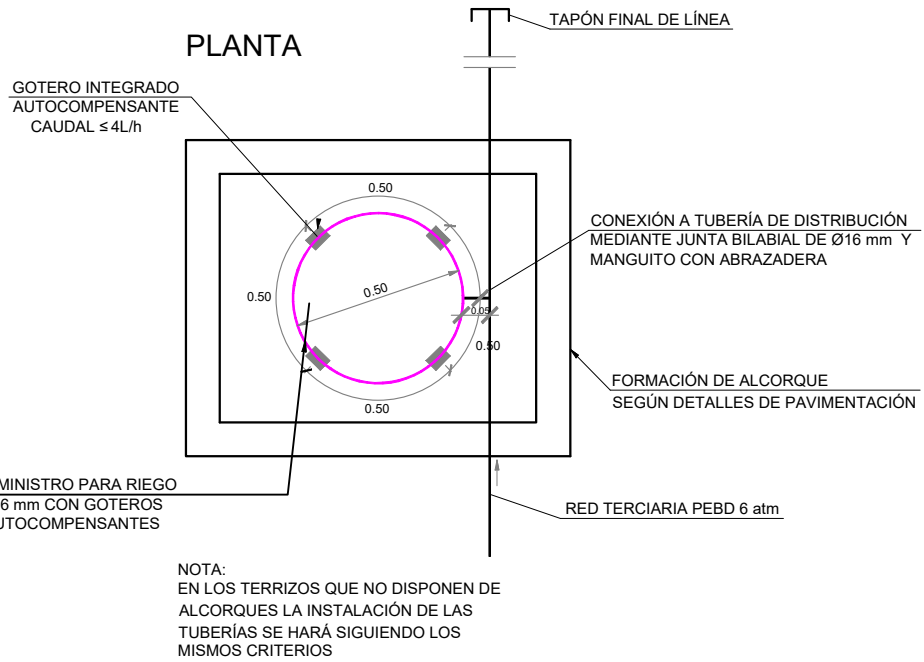 TAPÓN FINAL DE LÍNEA
PLANTA
GOTERO INTEGRADO
AUTOCOMPENSANTE
CAUDAL ≤ 4L/h
0.50
CONEXIÓN A TUBERÍA DE DISTRIBUCIÓN
MEDIANTE JUNTA BILABIAL DE Ø16 mm Y
MANGUITO CON ABRAZADERA
0.50
0.50
0.05
0.50
FORMACIÓN DE ALCORQUE
SEGÚN DETALLES DE PAVIMENTACIÓN
0.50
MINISTRO PARA RIEGO
6 mm CON GOTEROS
UTOCOMPENSANTES
RED TERCIARIA PEBD 6 atm
NOTA:
EN LOS TERRIZOS QUE NO DISPONEN DE
ALCORQUES LA INSTALACIÓN DE LAS
TUBERÍAS SE HARÁ SIGUIENDO LOS
MISMOS CRITERIOS